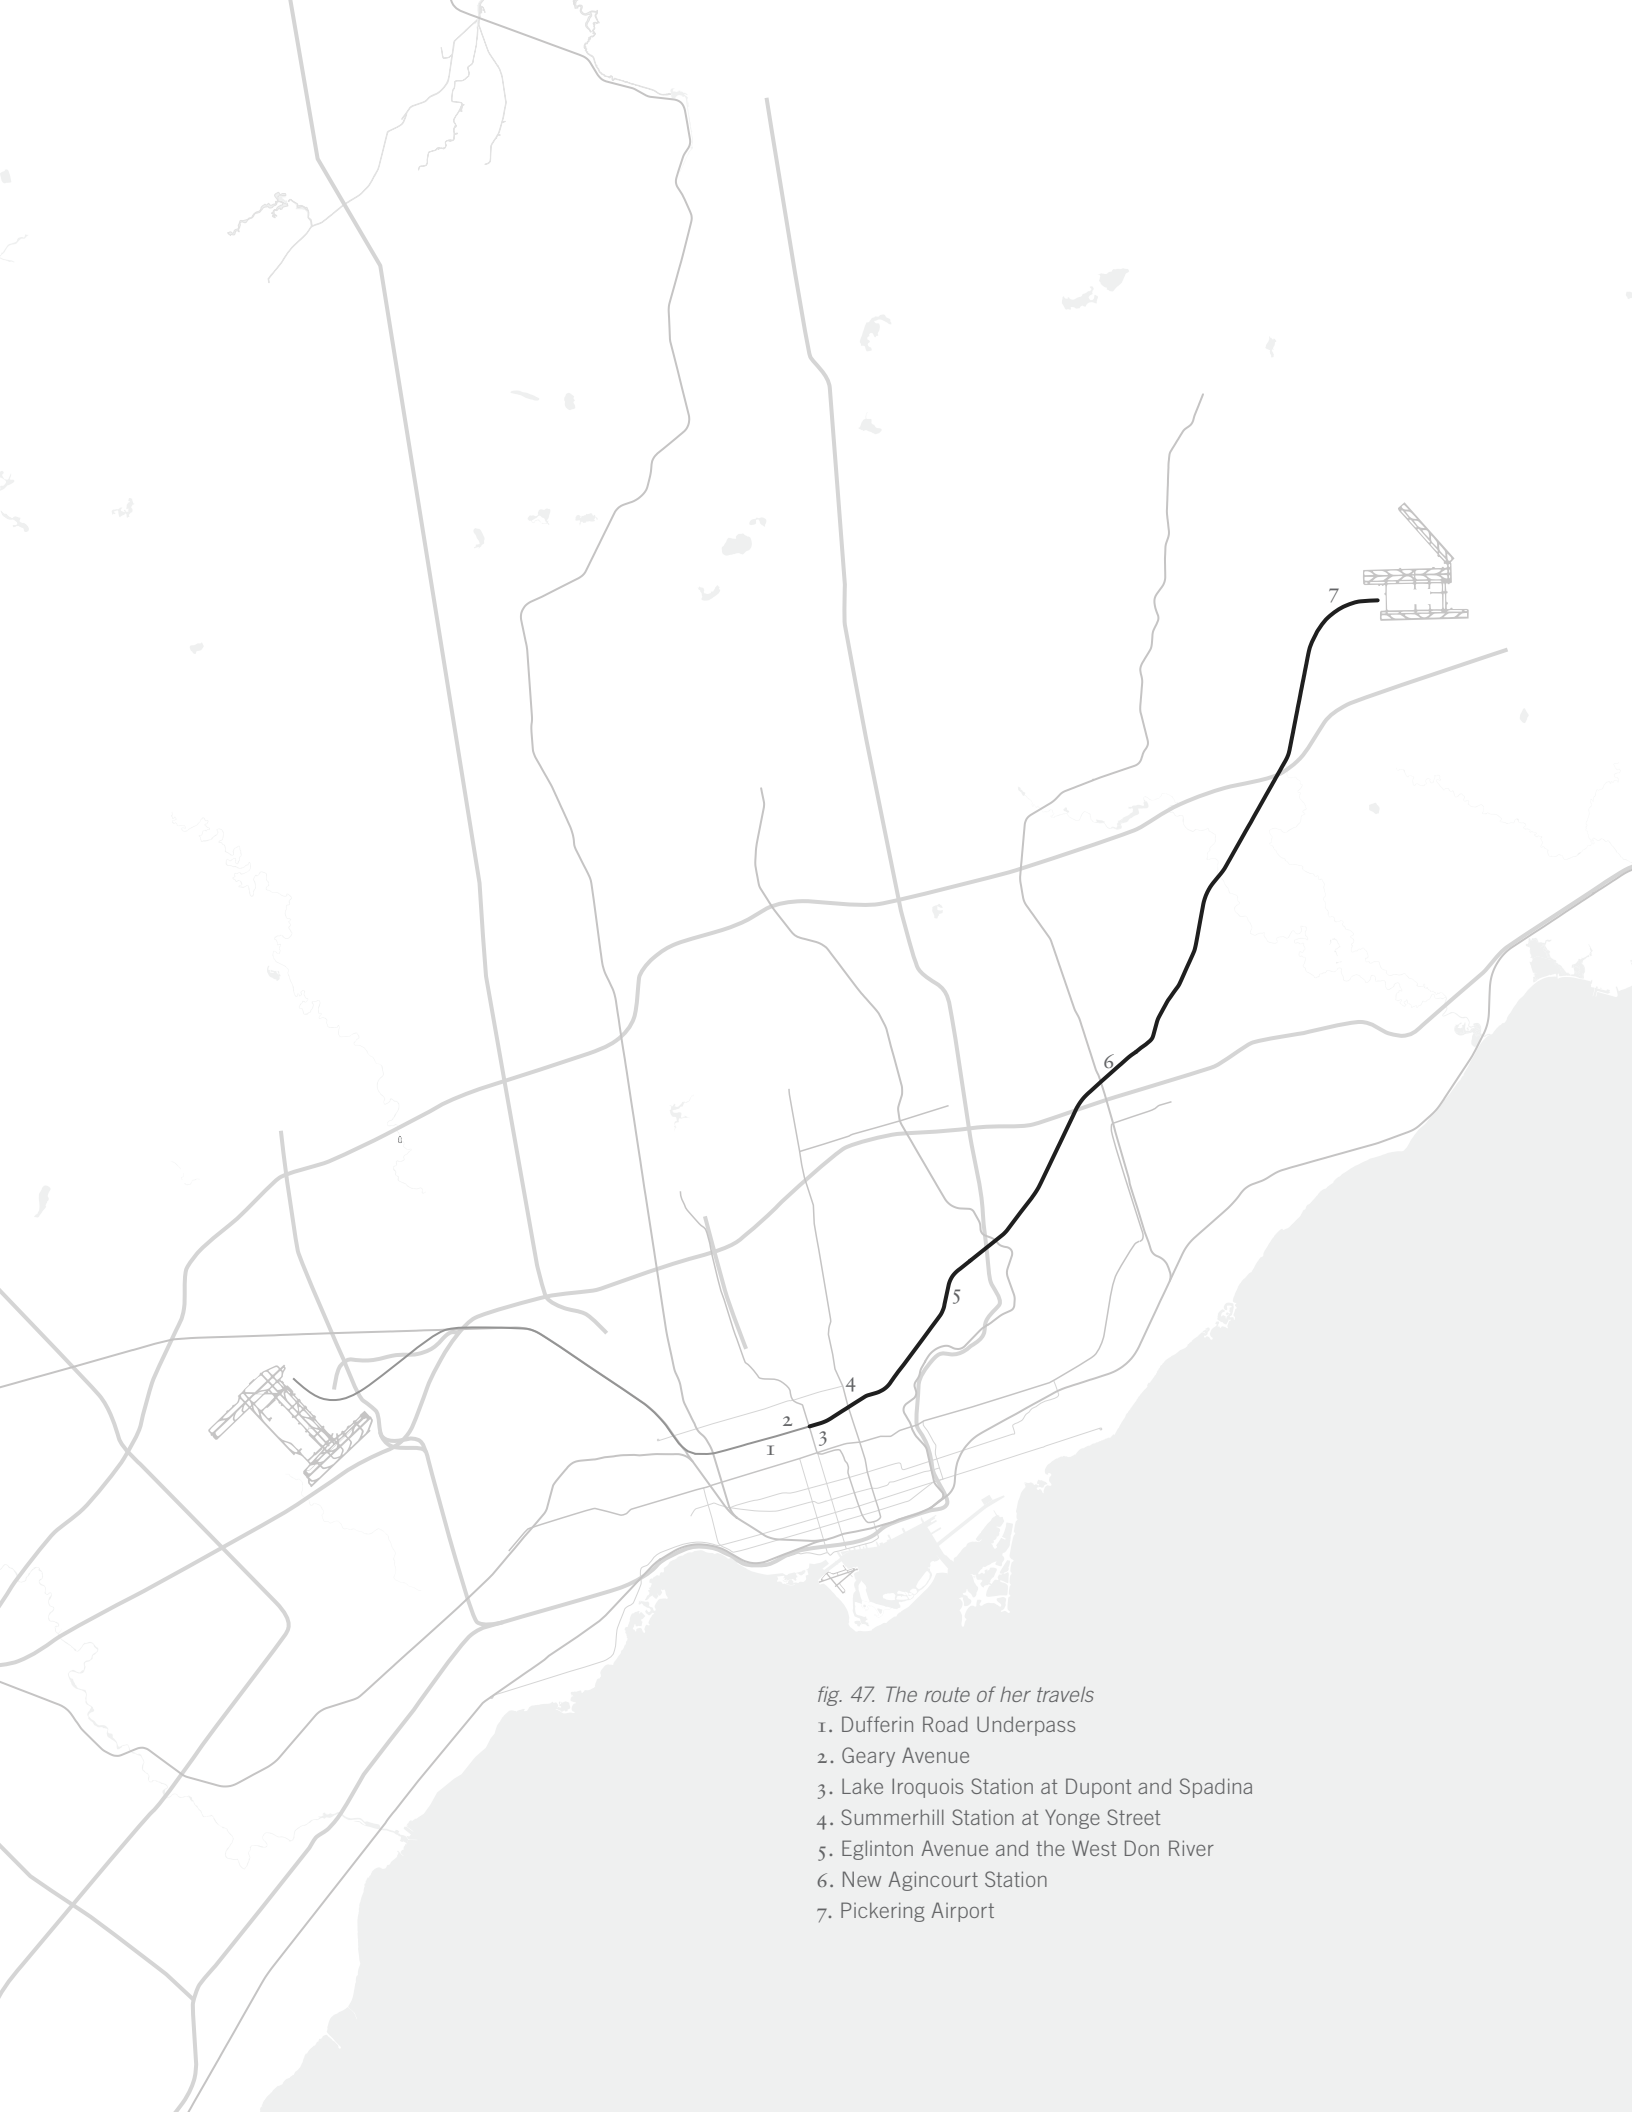 7
6
5
4
2
3
1
fig. 47. The route of her travels
1. Dufferin Road Underpass
2. Geary Avenue
3. Lake Iroquois Station at Dupont and Spadina
4. Summerhill Station at Yonge Street
5. Eglinton Avenue and the West Don River
6. New Agincourt Station
7. Pickering Airport